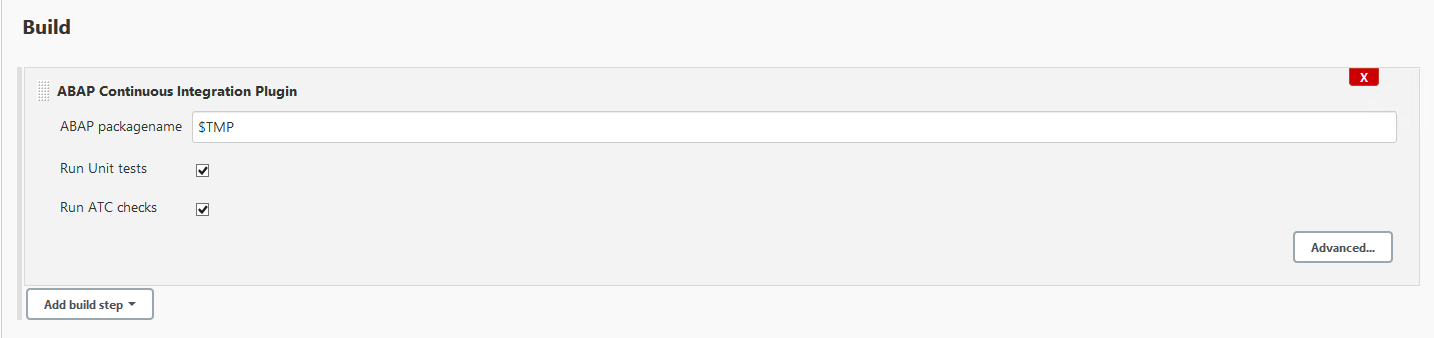 Build
X
ABAP Continuous Integration Plugin
ABAP packagename $TMP
Run Unit tests
Run ATC checks
Advanced...
Add build step